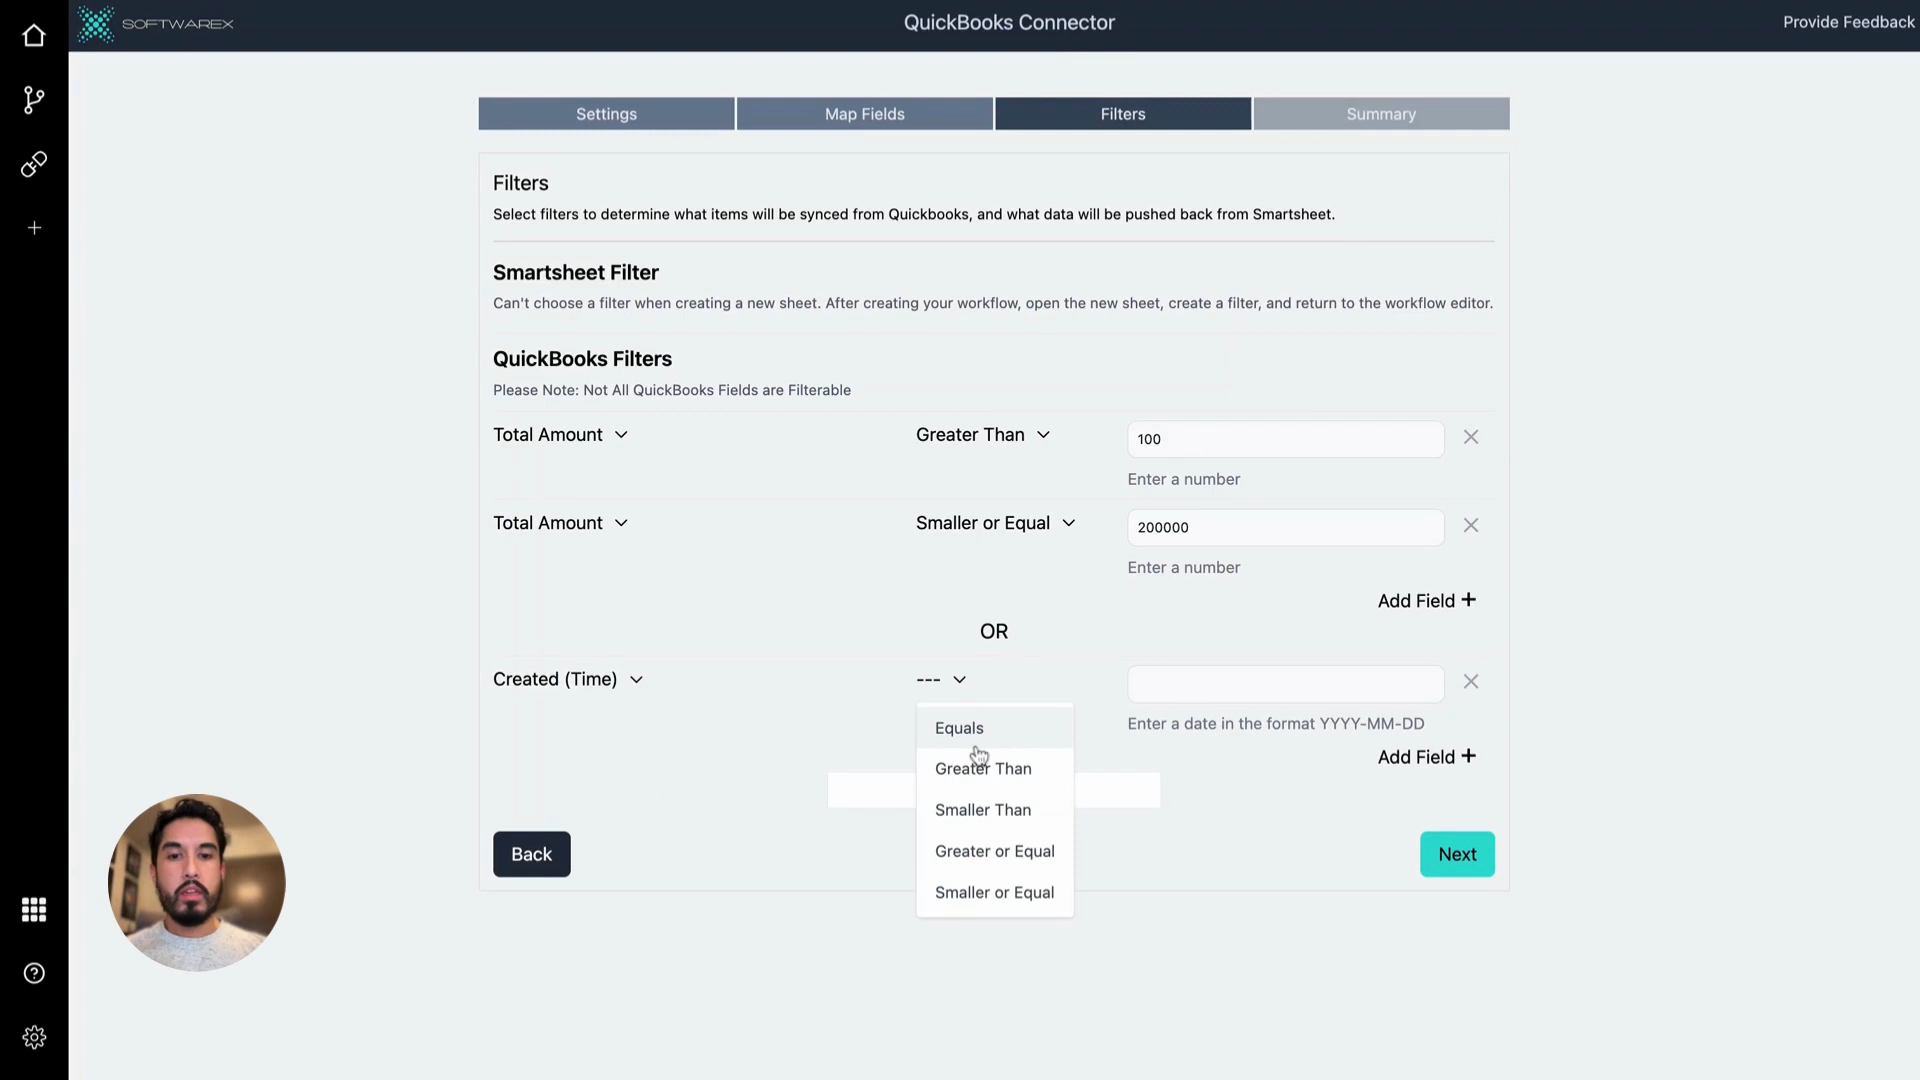 SOFTWAREX
QuickBooks Connector
Provide Feedback
Settings
Map Fields
Filters
Summary
Filters
Select filters to determine what items will be synced from Quickbooks, and what data will be pushed back from Smartsheet.
Smartsheet Filter
Can't choose a filter when creating a new sheet. After creating your workflow, open the new sheet, create a filter, and return to the workflow editor.
QuickBooks Filters
Please Note: Not All QuickBooks Fields are Filterable
Total Amount
Greater Than
100
Enter a number
Total Amount
Smaller or Equal
200000
Enter a number
Add Field +
OR
Created (Time)
---
Enter a date in the format YYYY-MM-DD
Add Field +
Equals
Greater Than
Smaller Than
Greater or Equal
Smaller or Equal
Back
Next